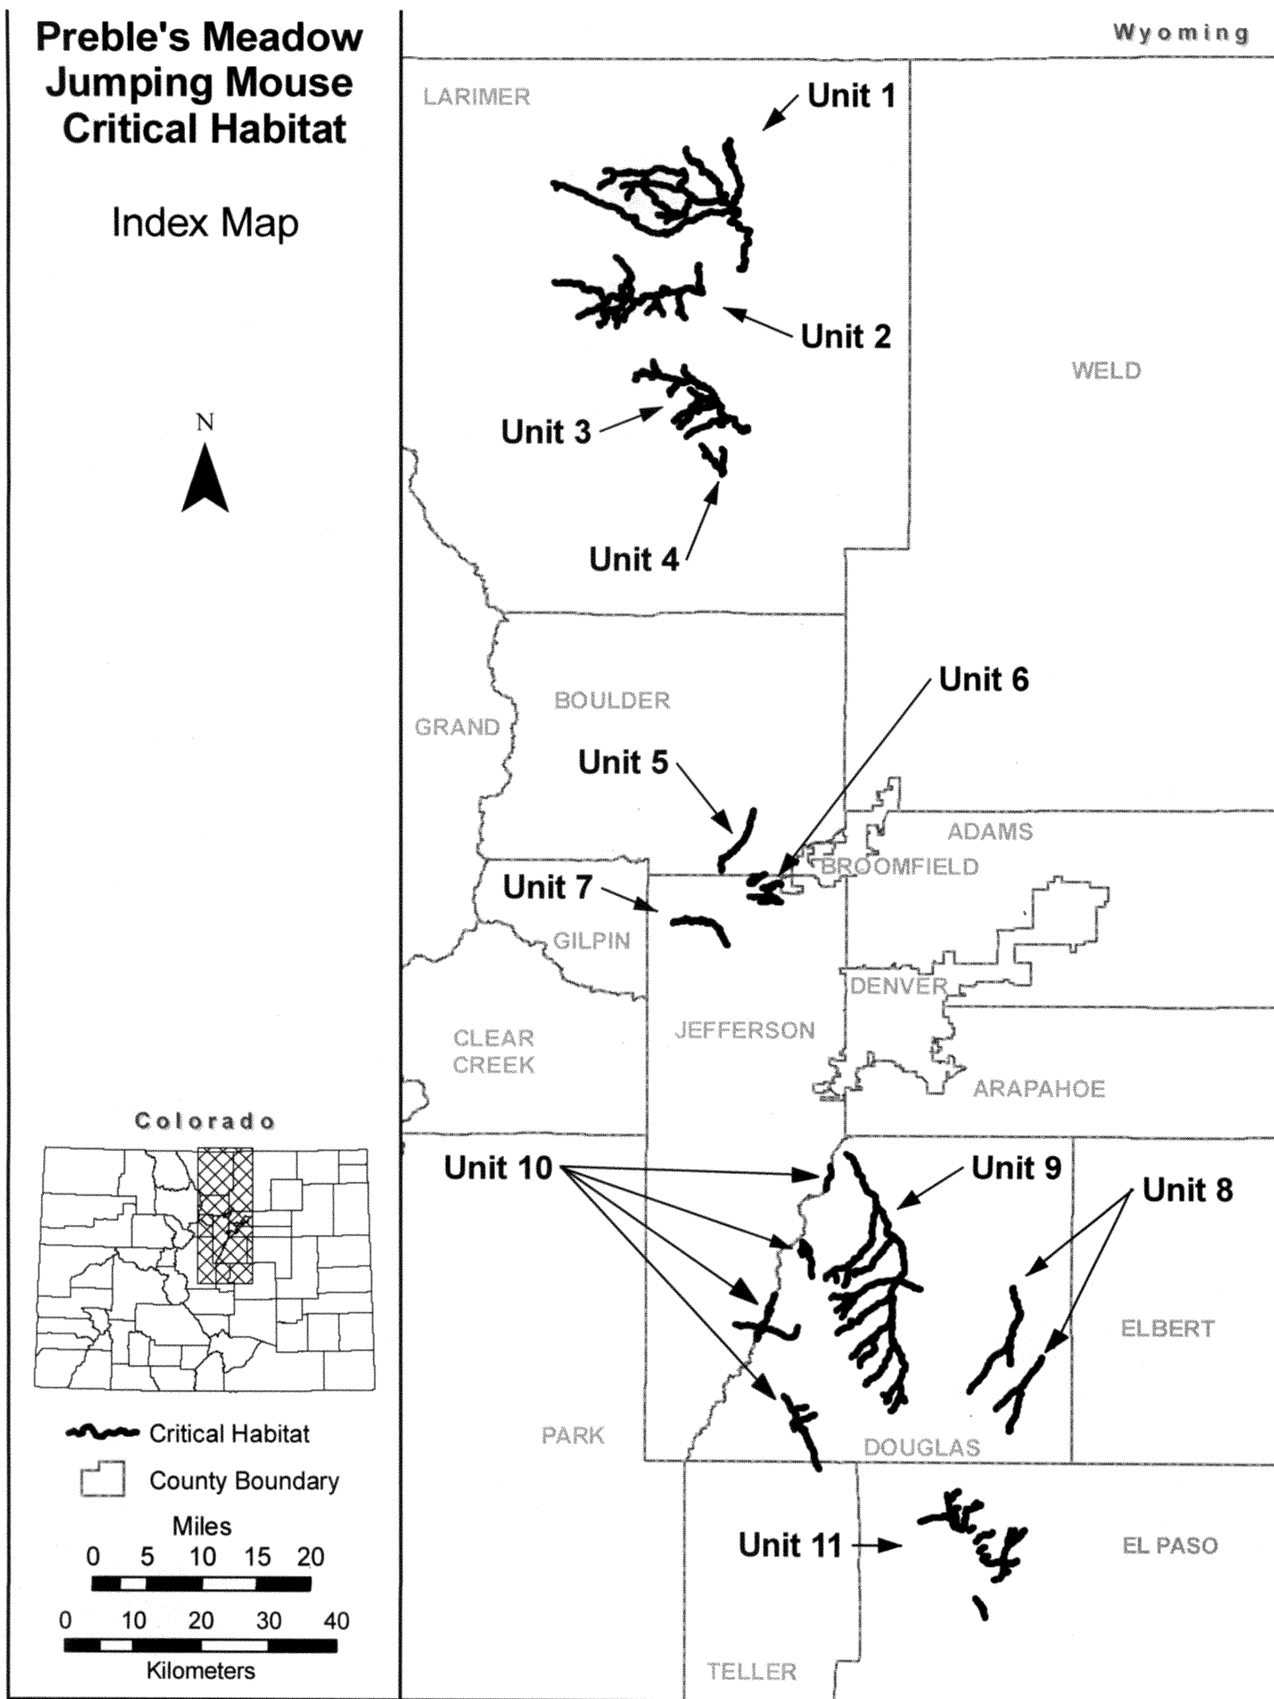 Preble's Meadow
Jumping Mouse
Critical Habitat
Index Map
N
Colorado
Critical Habitat
County Boundary
Miles
0 5 10 15 20
0 10 20 30 40
Kilometers
Wyoming
LARIMER
Unit 1
Unit 2
WELD
Unit 3
Unit 4
Unit 6
BOULDER
GRAND
Unit 5
ADAMS
BROOMFIELD
Unit 7
GILPIN
DENVER
JEFFERSON
CLEAR
CREEK
ARAPAHOE
Unit 10
Unit 9
Unit 8
ELBERT
PARK
DOUGLAS
Unit 11
EL PASO
TELLER